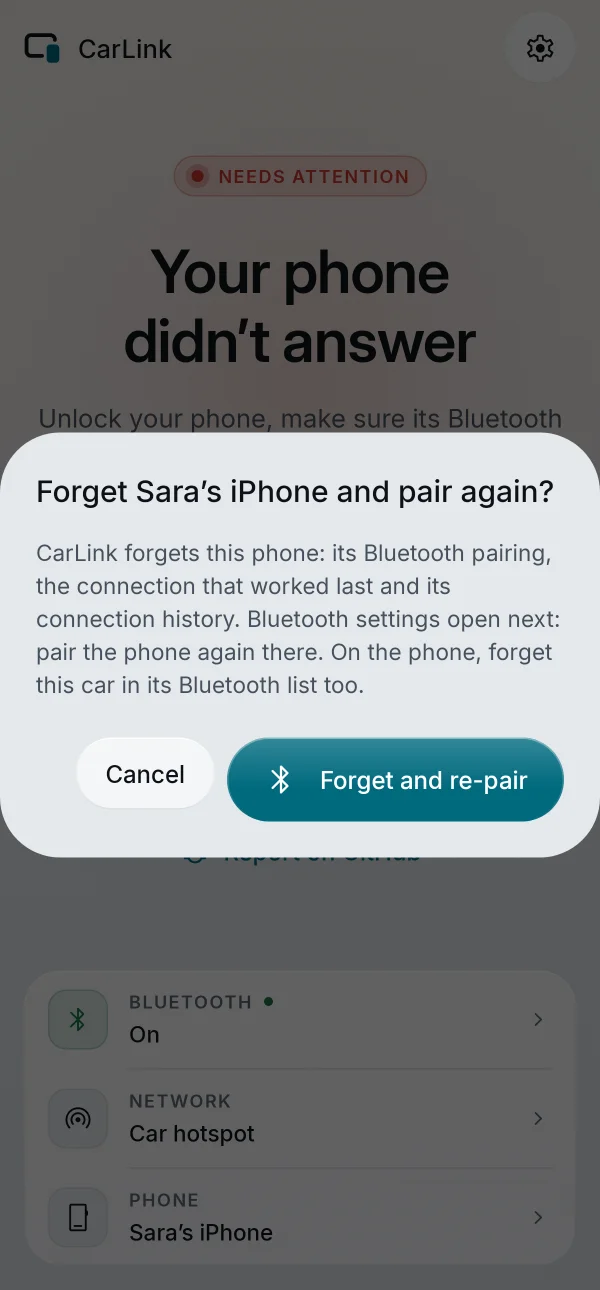 CarLink
NEEDS ATTENTION
Your phone
didn’t answer
Unlock your phone, make sure its Bluetooth
Forget Sara’s iPhone and pair again?
CarLink forgets this phone: its Bluetooth pairing,
the connection that worked last and its
connection history. Bluetooth settings open next:
pair the phone again there. On the phone, forget
this car in its Bluetooth list too.
Cancel
Forget and re-pair
Report on GitHub
BLUETOOTH
On
NETWORK
Car hotspot
PHONE
Sara’s iPhone